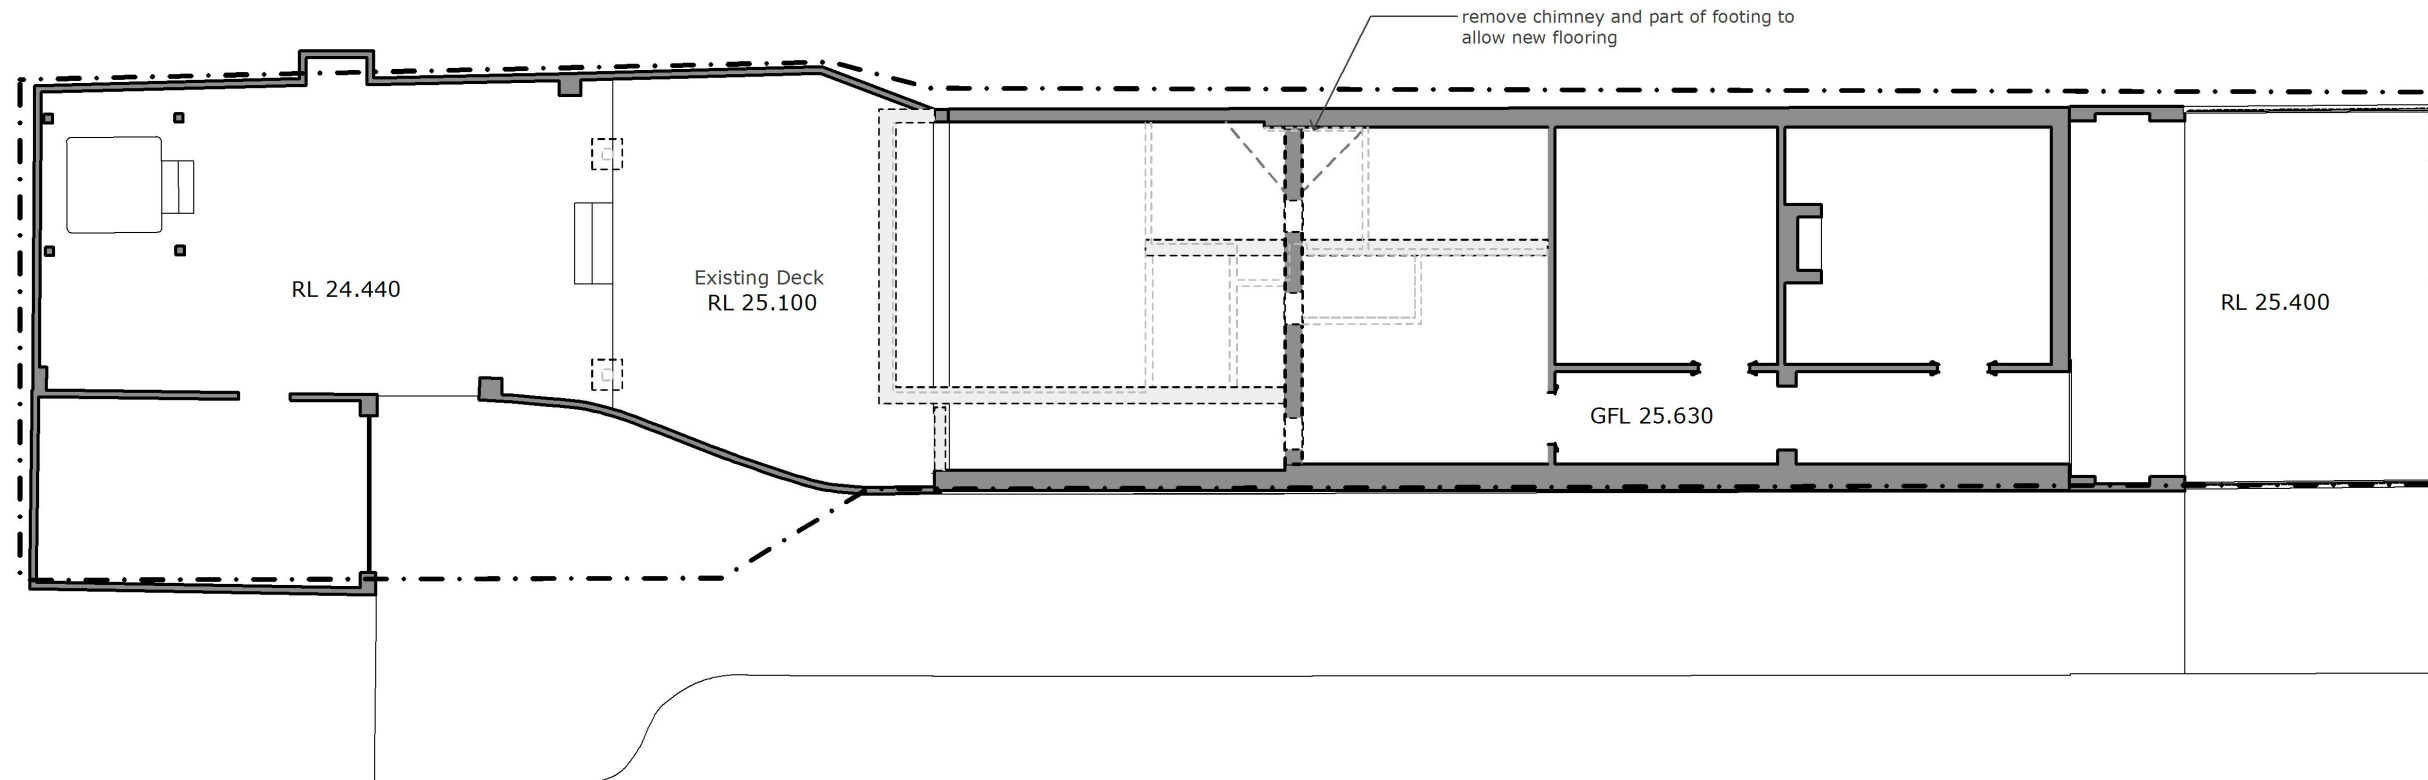 remove chimney and part of footing to
allow new flooring
RL 24.440
Existing Deck
RL 25.100
RL 25.400
GFL 25.630